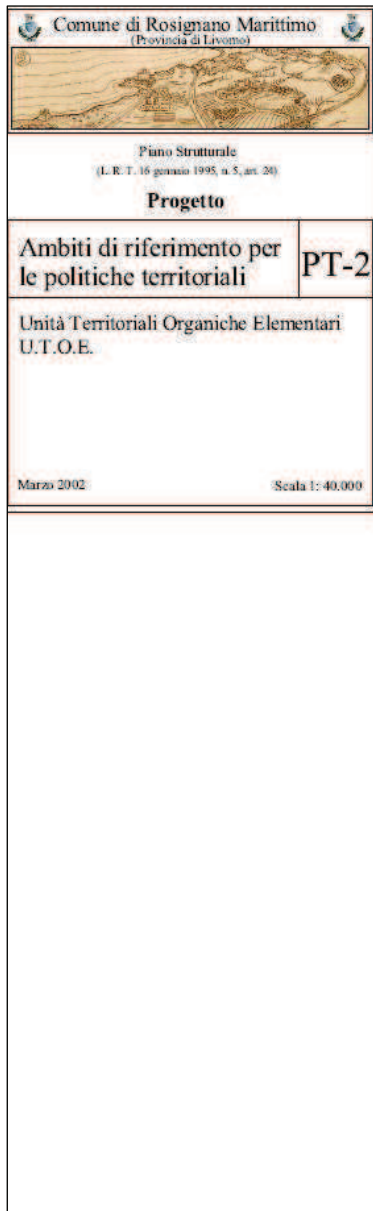 Comune di Rosignano Marittimo
(Provincia di Livorno)
Piano Strutturale
(L. R. T. 16 gennaio 1995, n. 5, art. 24)
Progetto
Ambiti di riferimento per
le politiche territoriali
PT-2
Unità Territoriali Organiche Elementari
U.T.O.E.
Marzo 2002
Scala 1: 40.000